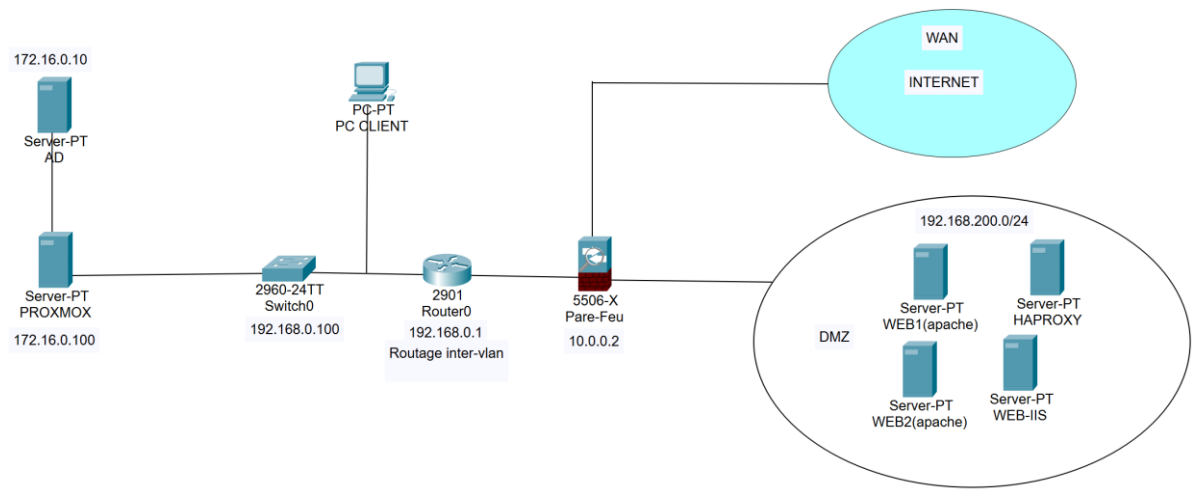 172.16.0.10
Server-PT
AD
Server-PT
PROXMOX
172.16.0.100
2960-24TT
Switch0
192.168.0.100
PC-PT
PC CLIENT
2901
Router0
192.168.0.1
Routage inter-vlan
5506-X
Pare-Feu
10.0.0.2
WAN
INTERNET
192.168.200.0/24
DMZ
Server-PT
WEB1(apache)
Server-PT
HAPROXY
Server-PT
WEB2(apache)
Server-PT
WEB-IIS